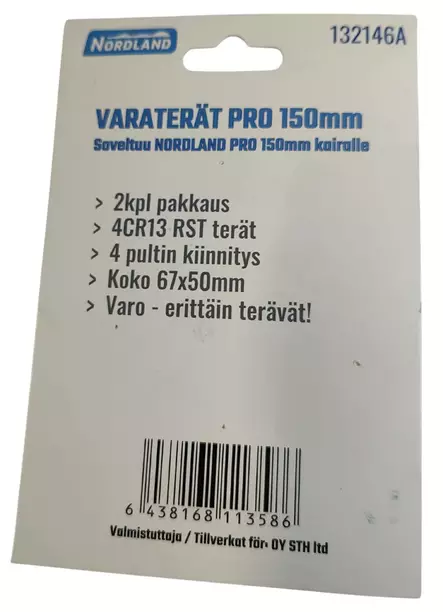 NORDLAND
132146A
VARATERÄT PRO 150mm
Soveltuu NORDLAND PRO 150mm kairalle
> 2kpl pakkaus
> 4CR13 RST terät
> 4 pultin kiinnitys
> Koko 67x50mm
> Varo - erittäin terävät!
6 438168 113586
Valmistuttaja / Tillverkat för: OY STH ltd